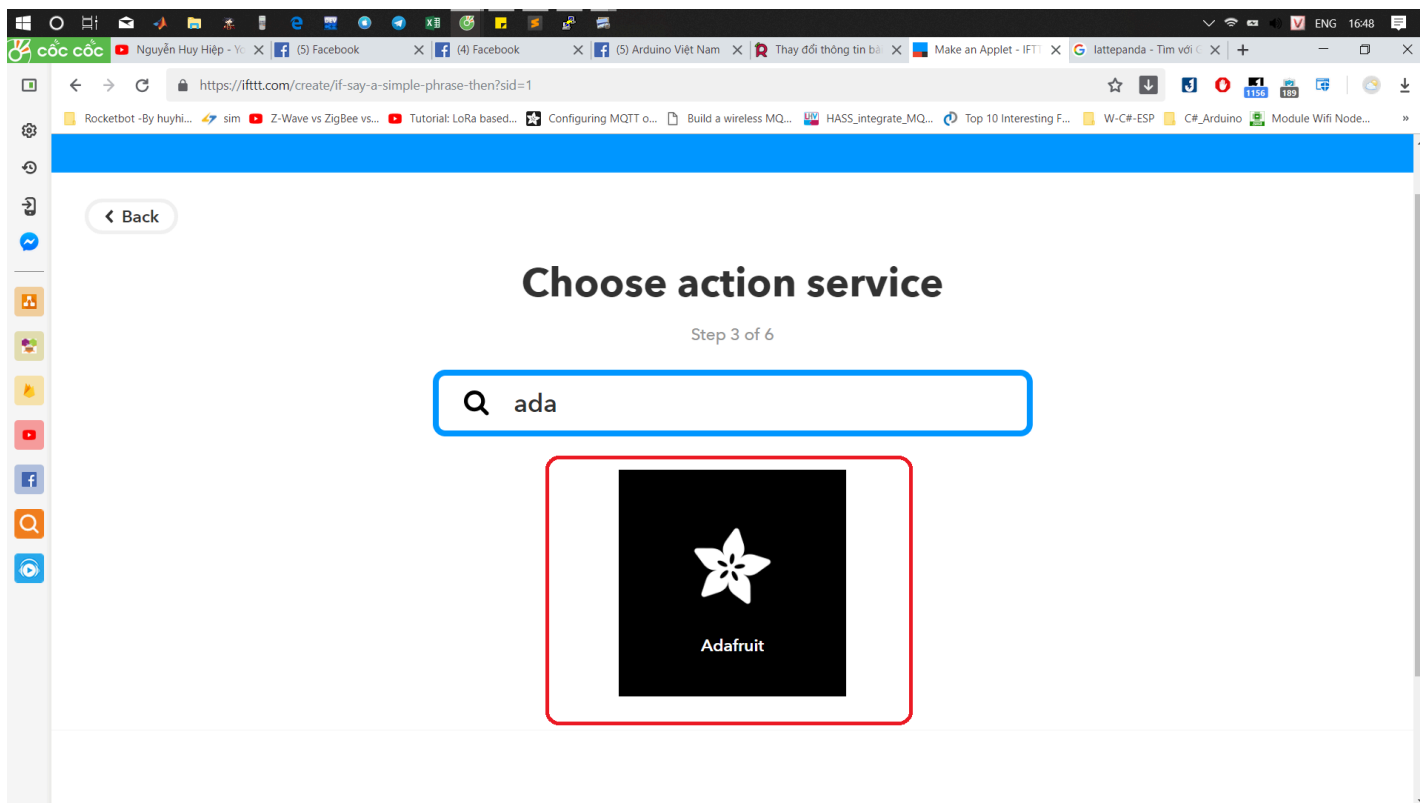 ENG 16:48
cốc cốc
Nguyễn Huy Hiệp - Yo
(5) Facebook
(4) Facebook
(5) Arduino Việt Nam
Thay đổi thông tin bà
Make an Applet - IFTT
lattepanda - Tìm với G
https://ifttt.com/create/if-say-a-simple-phrase-then?sid=1
1156
189
Rocketbot -By huyhi...
sim
Z-Wave vs ZigBee vs...
Tutorial: LoRa based...
Configuring MQTT o...
Build a wireless MQ...
HASS_integrate_MQ...
Top 10 Interesting F...
W-C#-ESP
C#_Arduino
Module Wifi Node...
Back
Choose action service
Step 3 of 6
ada
Adafruit